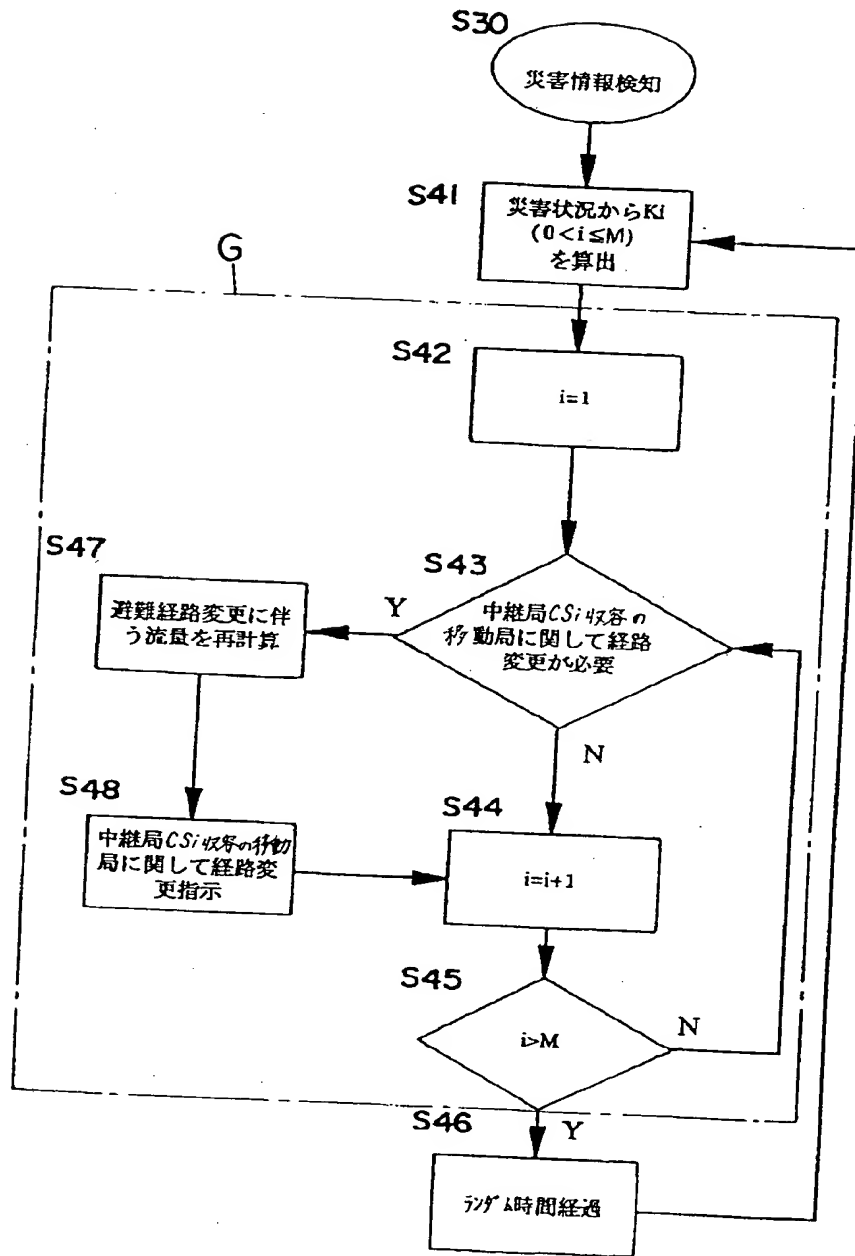 S30
災害情報検知
S41
災害状況からKi
(0<i≦M)
を算出
G
S42
i=1
S43
中継局CSi収容の
移動局に関して経路
変更が必要
Y
N
S47
避難経路変更に伴
う流量を再計算
S48
中継局CSi収容の移動
局に関して経路変
更指示
S44
i=i+1
S45
i>M
N
Y
S46
ランダム時間経過